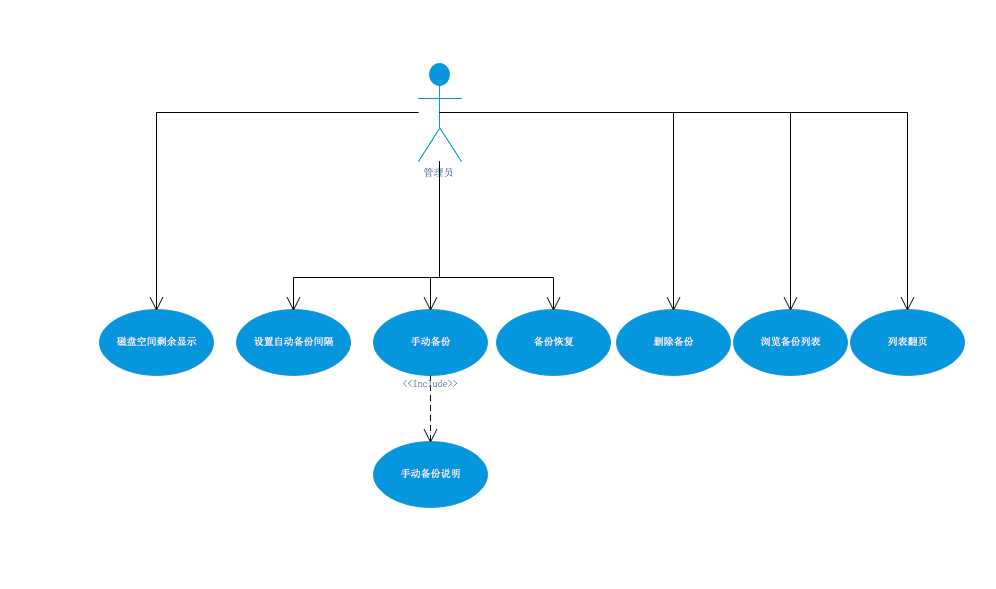 管理员
磁盘空间剩余显示
设置自动备份间隔
手动备份
备份恢复
删除备份
浏览备份列表
列表翻页
<<Include>>
手动备份说明